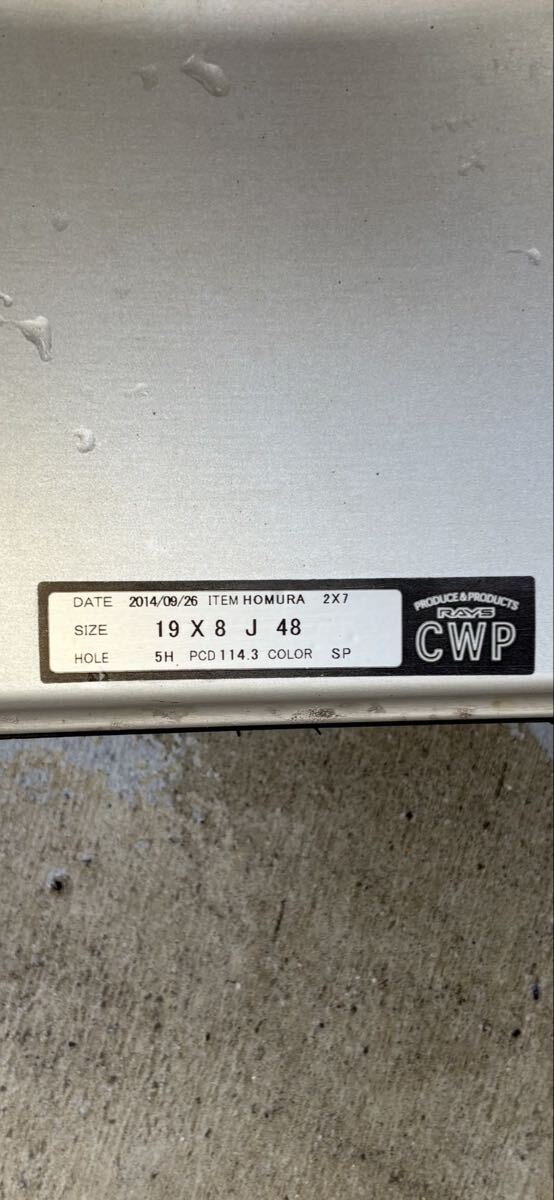 DATE 2014/09/26 ITEM HOMURA 2X7
SIZE 19 X 8 J 48
HOLE 5H PCD 114.3 COLOR SP
PRODUCE & PRODUCTS
RAYS
CWP